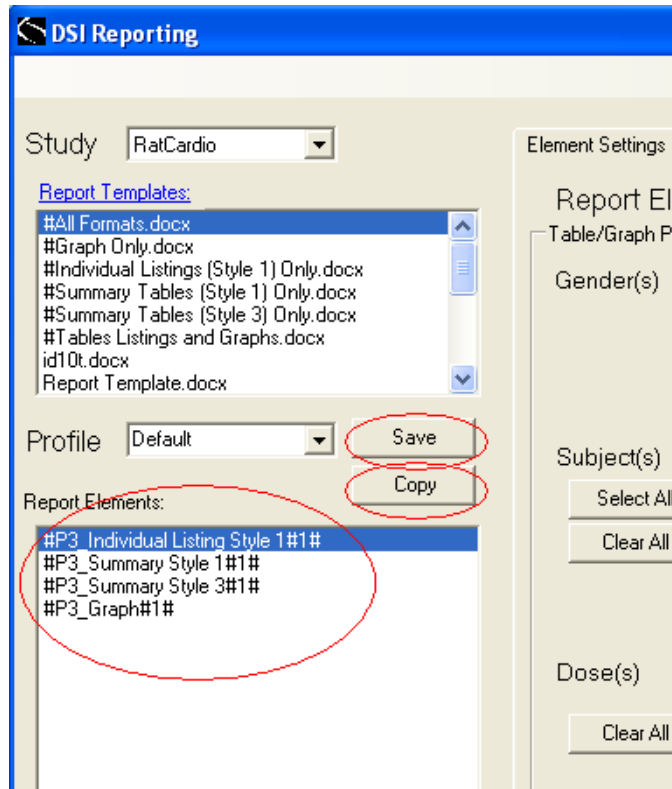 DSI Reporting
Study
RatCardio
Report Templates:
#All Formats.docx
#Graph Only.docx
#Individual Listings (Style 1) Only.docx
#Summary Tables (Style 1) Only.docx
#Summary Tables (Style 3) Only.docx
#Tables Listings and Graphs.docx
id10t.docx
Report Template.docx
Profile
Default
Save
Copy
Report Elements:
#P3_Individual Listing Style 1#1#
#P3_Summary Style 1#1#
#P3_Summary Style 3#1#
#P3_Graph#1#
Element Settings
Report El
Table/Graph P
Gender(s)
Subject(s)
Select All
Clear All
Dose(s)
Clear All